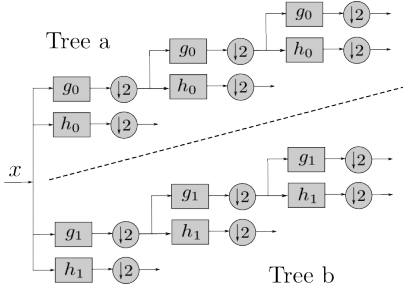 g₀ ↓2
Tree a
g₀ ↓2 h₀ ↓2
g₀ ↓2 h₀ ↓2
h₀ ↓2
x
g₁ ↓2
g₁ ↓2 h₁ ↓2
g₁ ↓2 h₁ ↓2
h₁ ↓2
Tree b